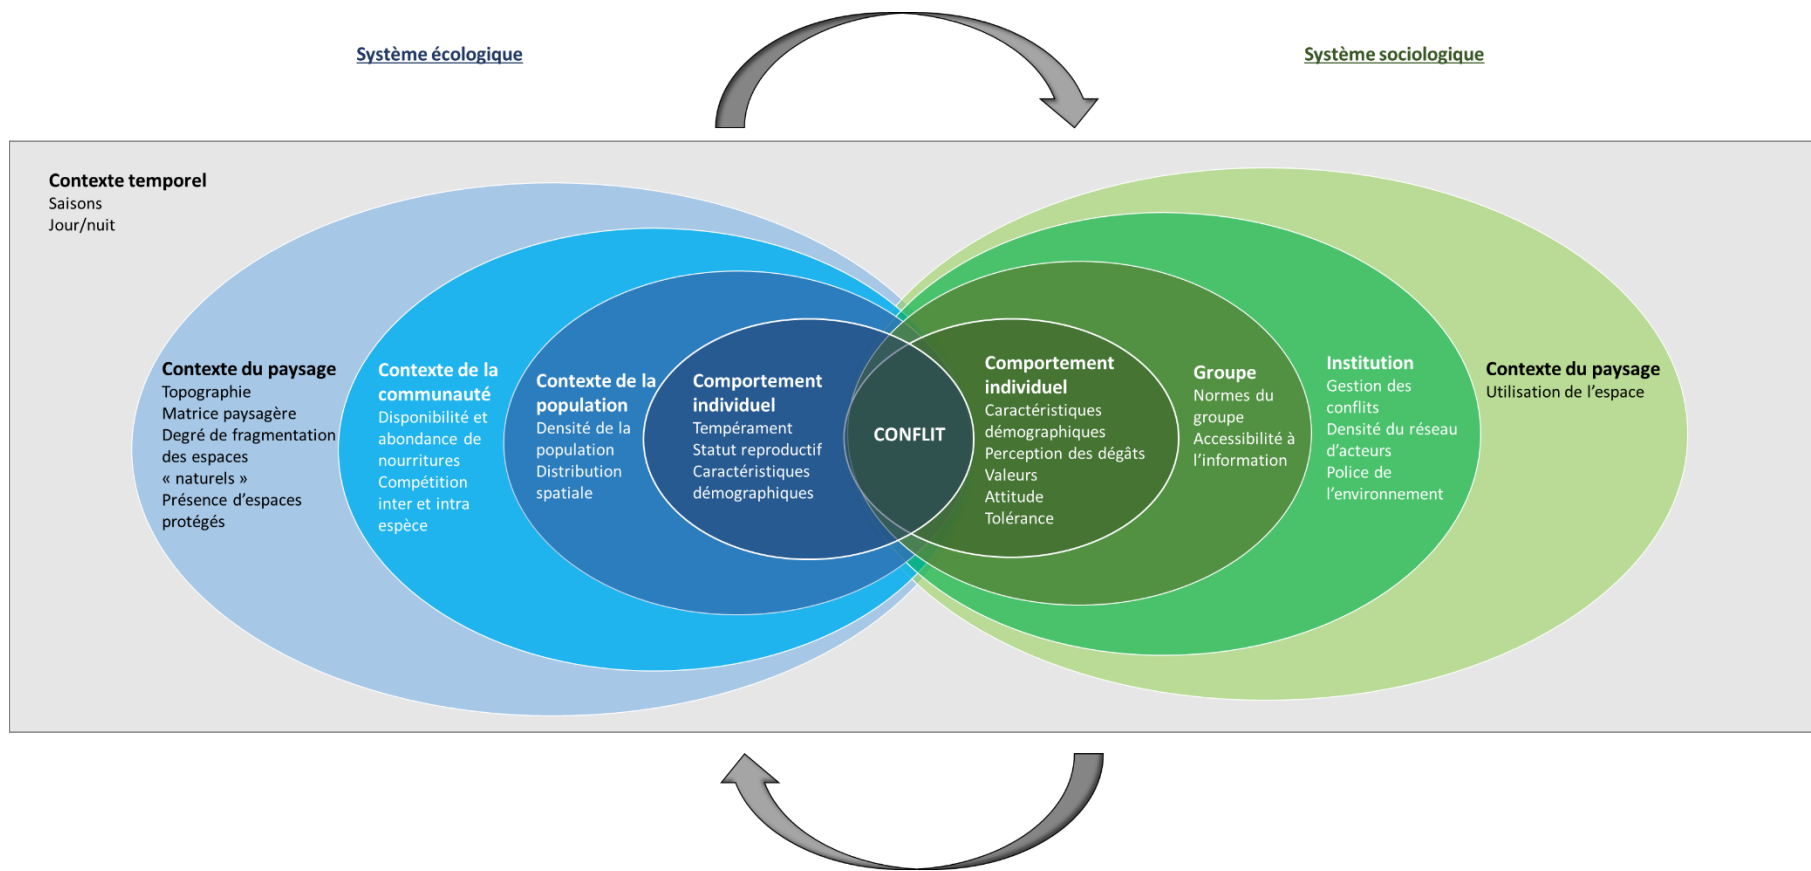 Système écologique
Système sociologique
Contexte temporel
Saisons
Jour/nuit
Contexte du paysage
Topographie
Matrice paysagère
Degré de fragmentation
des espaces
« naturels »
Présence d'espaces
protégés
Contexte de la
communauté
Disponibilité et
abondance de
nourritures
Compétition
inter et intra
espèce
Contexte de la
population
Densité de la
population
Distribution
spatiale
Comportement
individuel
Tempérament
Statut reproductif
Caractéristiques
démographiques
CONFLIT
Comportement
individuel
Caractéristiques
démographiques
Perception des dégâts
Valeurs
Attitude
Tolérance
Groupe
Normes du
groupe
Accessibilité à
l'information
Institution
Gestion des
conflits
Densité du réseau
d'acteurs
Police de
l'environnement
Contexte du paysage
Utilisation de l'espace